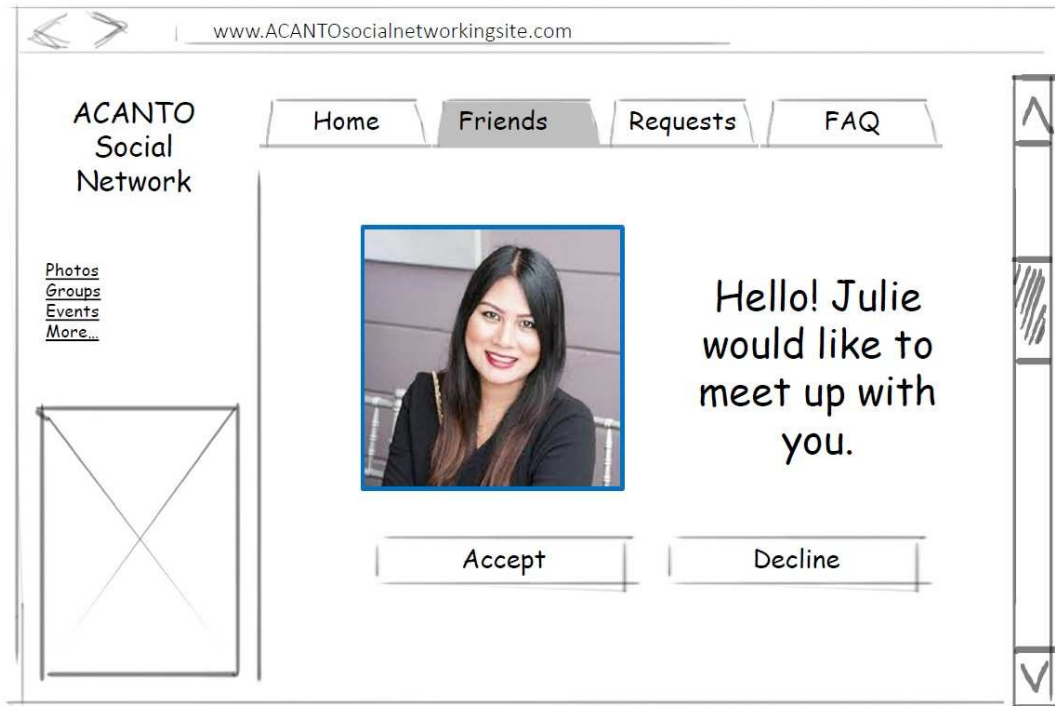 www.ACANTOsocialnetworkingsite.com
ACANTO
Social
Network
Home
Friends
Requests
FAQ
Photos
Groups
Events
More...
Hello! Julie
would like to
meet up with
you.
Accept
Decline